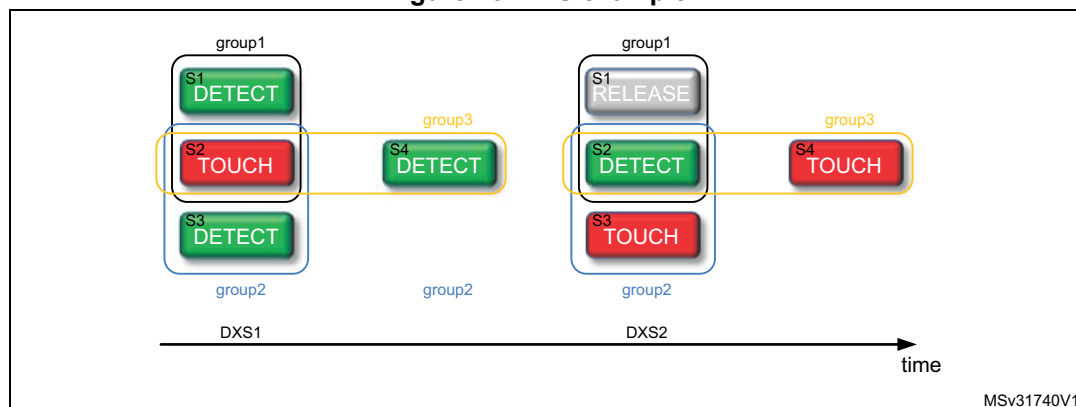 group1
group1
S1
DETECT
S1
RELEASE
group3
group3
S2
TOUCH
S4
DETECT
S2
DETECT
S4
TOUCH
S3
DETECT
S3
TOUCH
group2
group2
group2
DXS1
DXS2
time
MSv31740V1